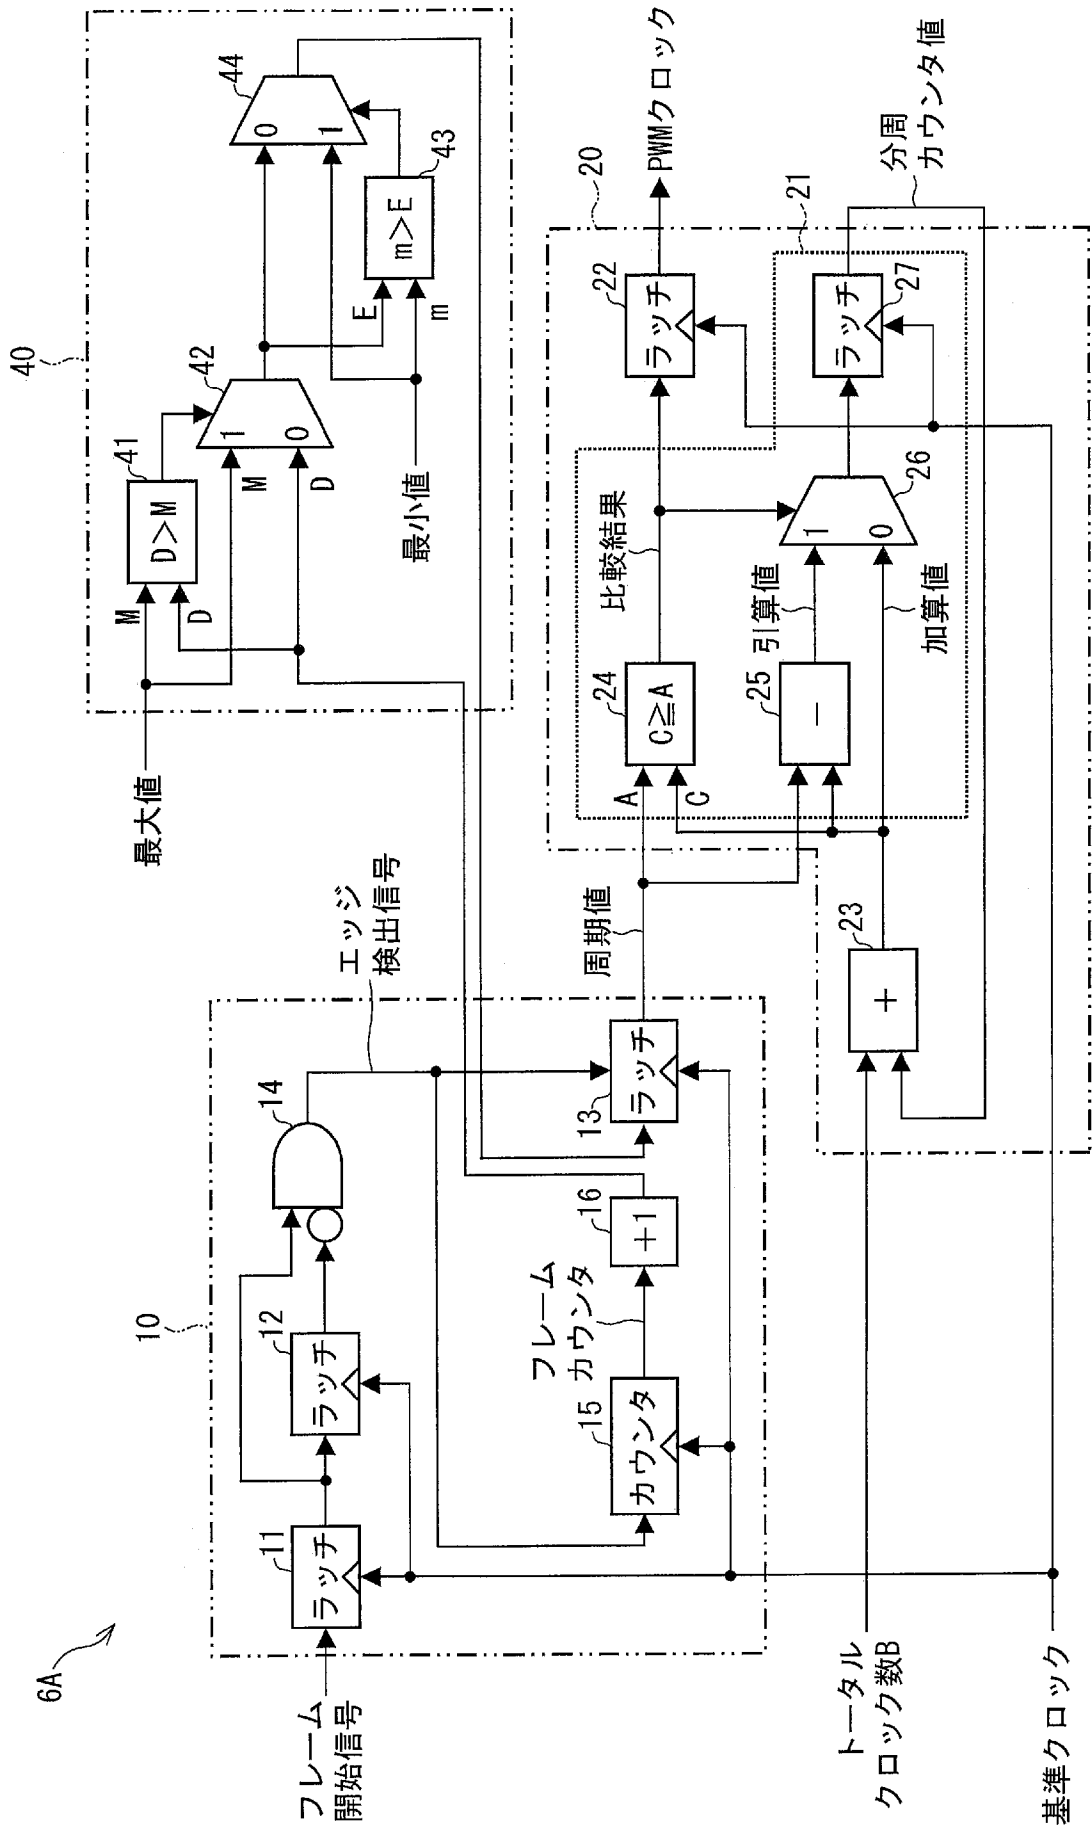 6A
フレーム
開始信号
10
11
ラッチ
12
ラッチ
14
エッジ
検出信号
15
カウンタ
フレーム
カウンタ
16
+1
13
ラッチ
周期値
最大値
40
M
D
41
D>M
M
D
42
1
0
最小値
E
m
43
m>E
44
0
1
20
21
A
C
24
C≧A
比較結果
22
ラッチ
PWMクロック
25
−
引算値
加算値
26
1
0
27
ラッチ
分周
カウンタ値
23
+
トータル
クロック数B
基準クロック